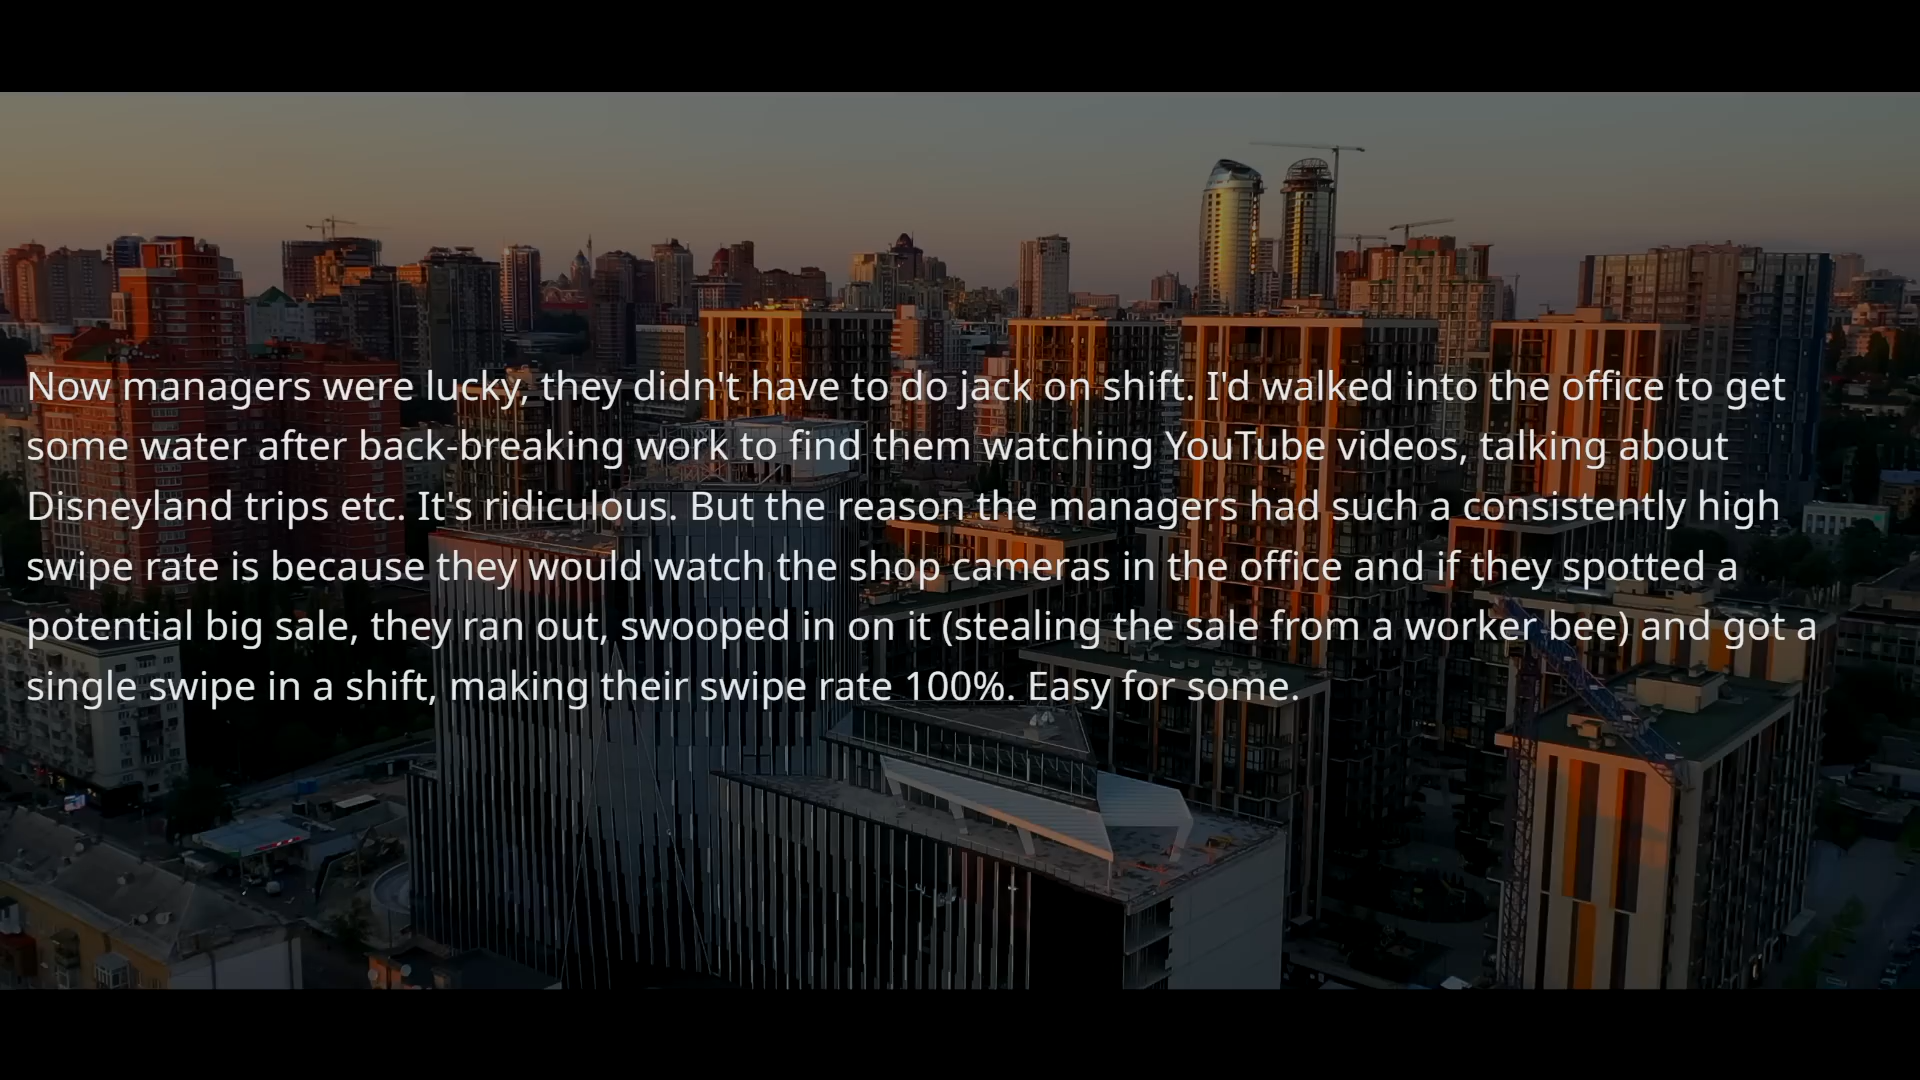 Now managers were lucky, they didn't have to do jack on shift. I'd walked into the office to get
some water after back-breaking work to find them watching YouTube videos, talking about
Disneyland trips etc. It's ridiculous. But the reason the managers had such a consistently high
swipe rate is because they would watch the shop cameras in the office and if they spotted a
potential big sale, they ran out, swooped in on it (stealing the sale from a worker bee) and got a
single swipe in a shift, making their swipe rate 100%. Easy for some.